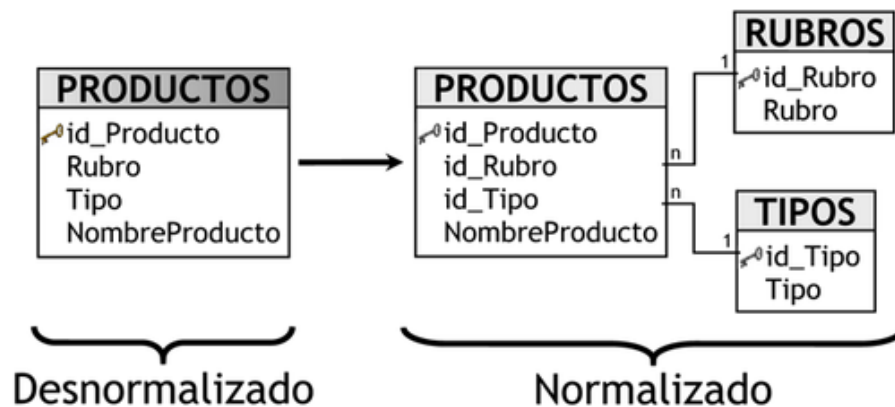 PRODUCTOS
id_Producto
Rubro
Tipo
NombreProducto
PRODUCTOS
id_Producto
id_Rubro
n
id_Tipo
n
NombreProducto
RUBROS
1
id_Rubro
Rubro
TIPOS
1
id_Tipo
Tipo
Desnormalizado
Normalizado